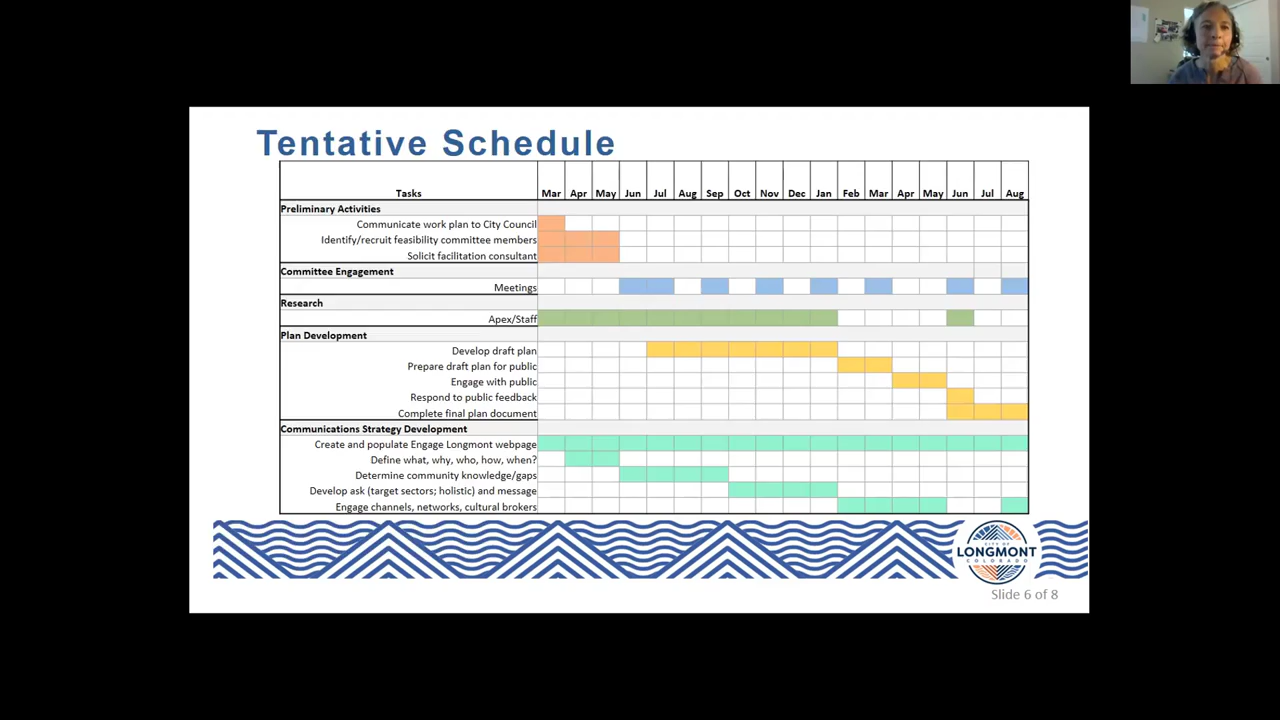 Tentative Schedule
Tasks Mar Apr May Jun Jul Aug Sep Oct Nov Dec Jan Feb Mar Apr May Jun Jul Aug
Preliminary Activities
Communicate work plan to City Council
Identify/recruit feasibility committee members
Solicit facilitation consultant
Committee Engagement
Meetings
Research
Apex/Staff
Plan Development
Develop draft plan
Prepare draft plan for public
Engage with public
Respond to public feedback
Complete final plan document
Communications Strategy Development
Create and populate Engage Longmont webpage
Define what, why, who, how, when?
Determine community knowledge/gaps
Develop ask (target sectors; holistic) and message
Engage channels, networks, cultural brokers
CITY OF
LONGMONT
COLORADO
Slide 6 of 8